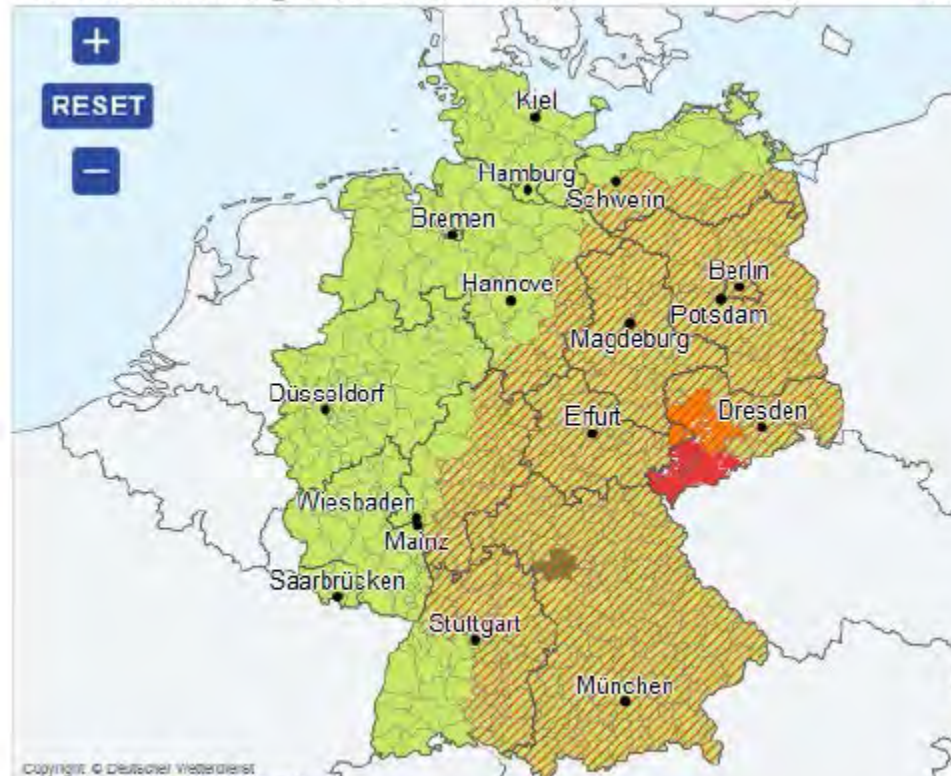 +
RESET
−
Kiel
Hamburg
Schwerin
Bremen
Hannover
Berlin
Potsdam
Magdeburg
Düsseldorf
Erfurt
Dresden
Wiesbaden
Mainz
Saarbrücken
Stuttgart
München
Copyright © Deutscher Wetterdienst